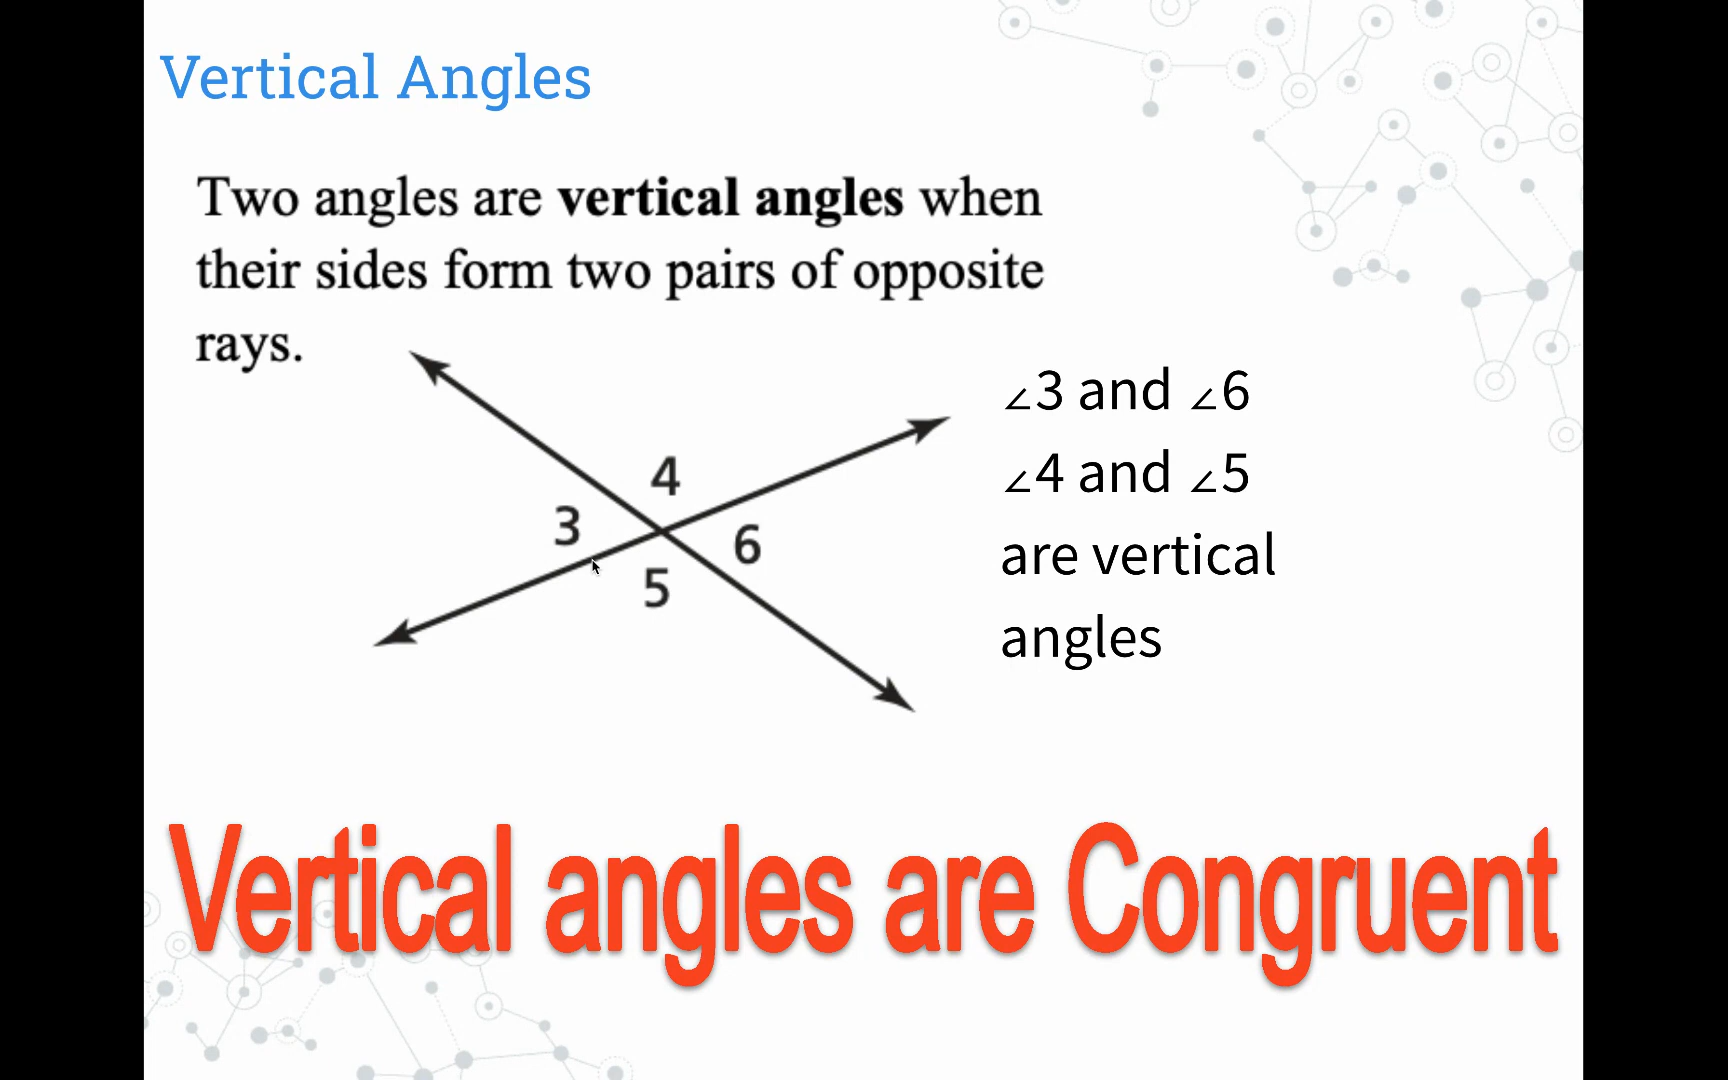 Vertical Angles
Two angles are vertical angles when
their sides form two pairs of opposite
rays.
∠3 and ∠6
4
∠4 and ∠5
3
6
are vertical
5
angles
Vertical angles are Congruent